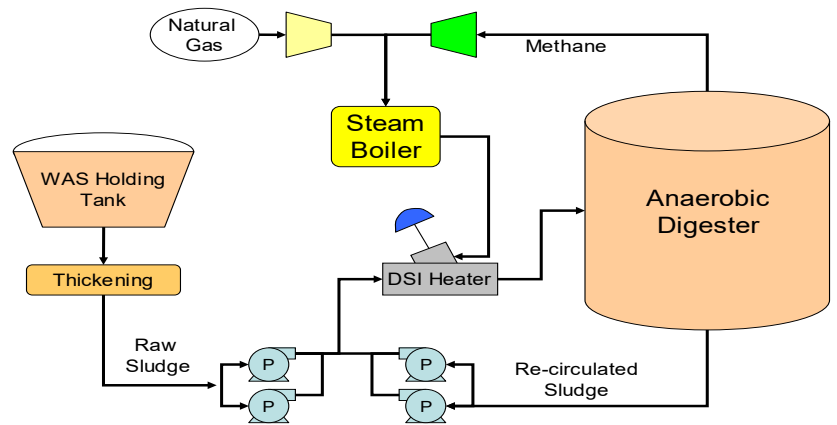 Natural
Gas
Methane
Steam
Boiler
WAS Holding
Tank
Anaerobic
Digester
Thickening
DSI Heater
Raw
Sludge
P
P
Re-circulated
Sludge
P
P